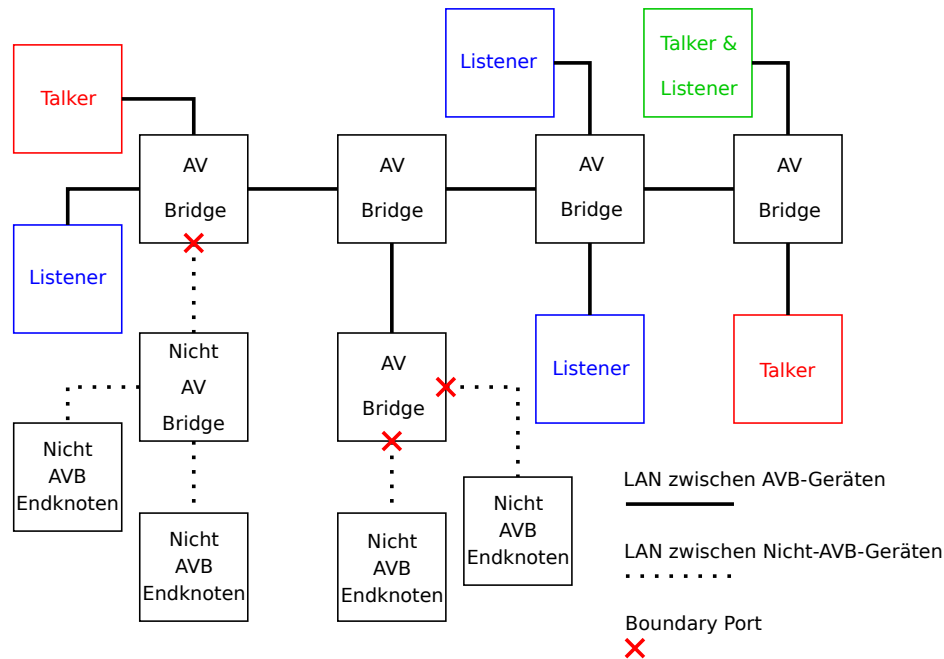 Talker
Listener
Talker &
Listener
AV
Bridge
AV
Bridge
AV
Bridge
AV
Bridge
Listener
Nicht
AV
Bridge
AV
Bridge
Listener
Talker
Nicht
AVB
Endknoten
Nicht
AVB
Endknoten
Nicht
AVB
Endknoten
Nicht
AVB
Endknoten
LAN zwischen AVB-Geräten
LAN zwischen Nicht-AVB-Geräten
Boundary Port